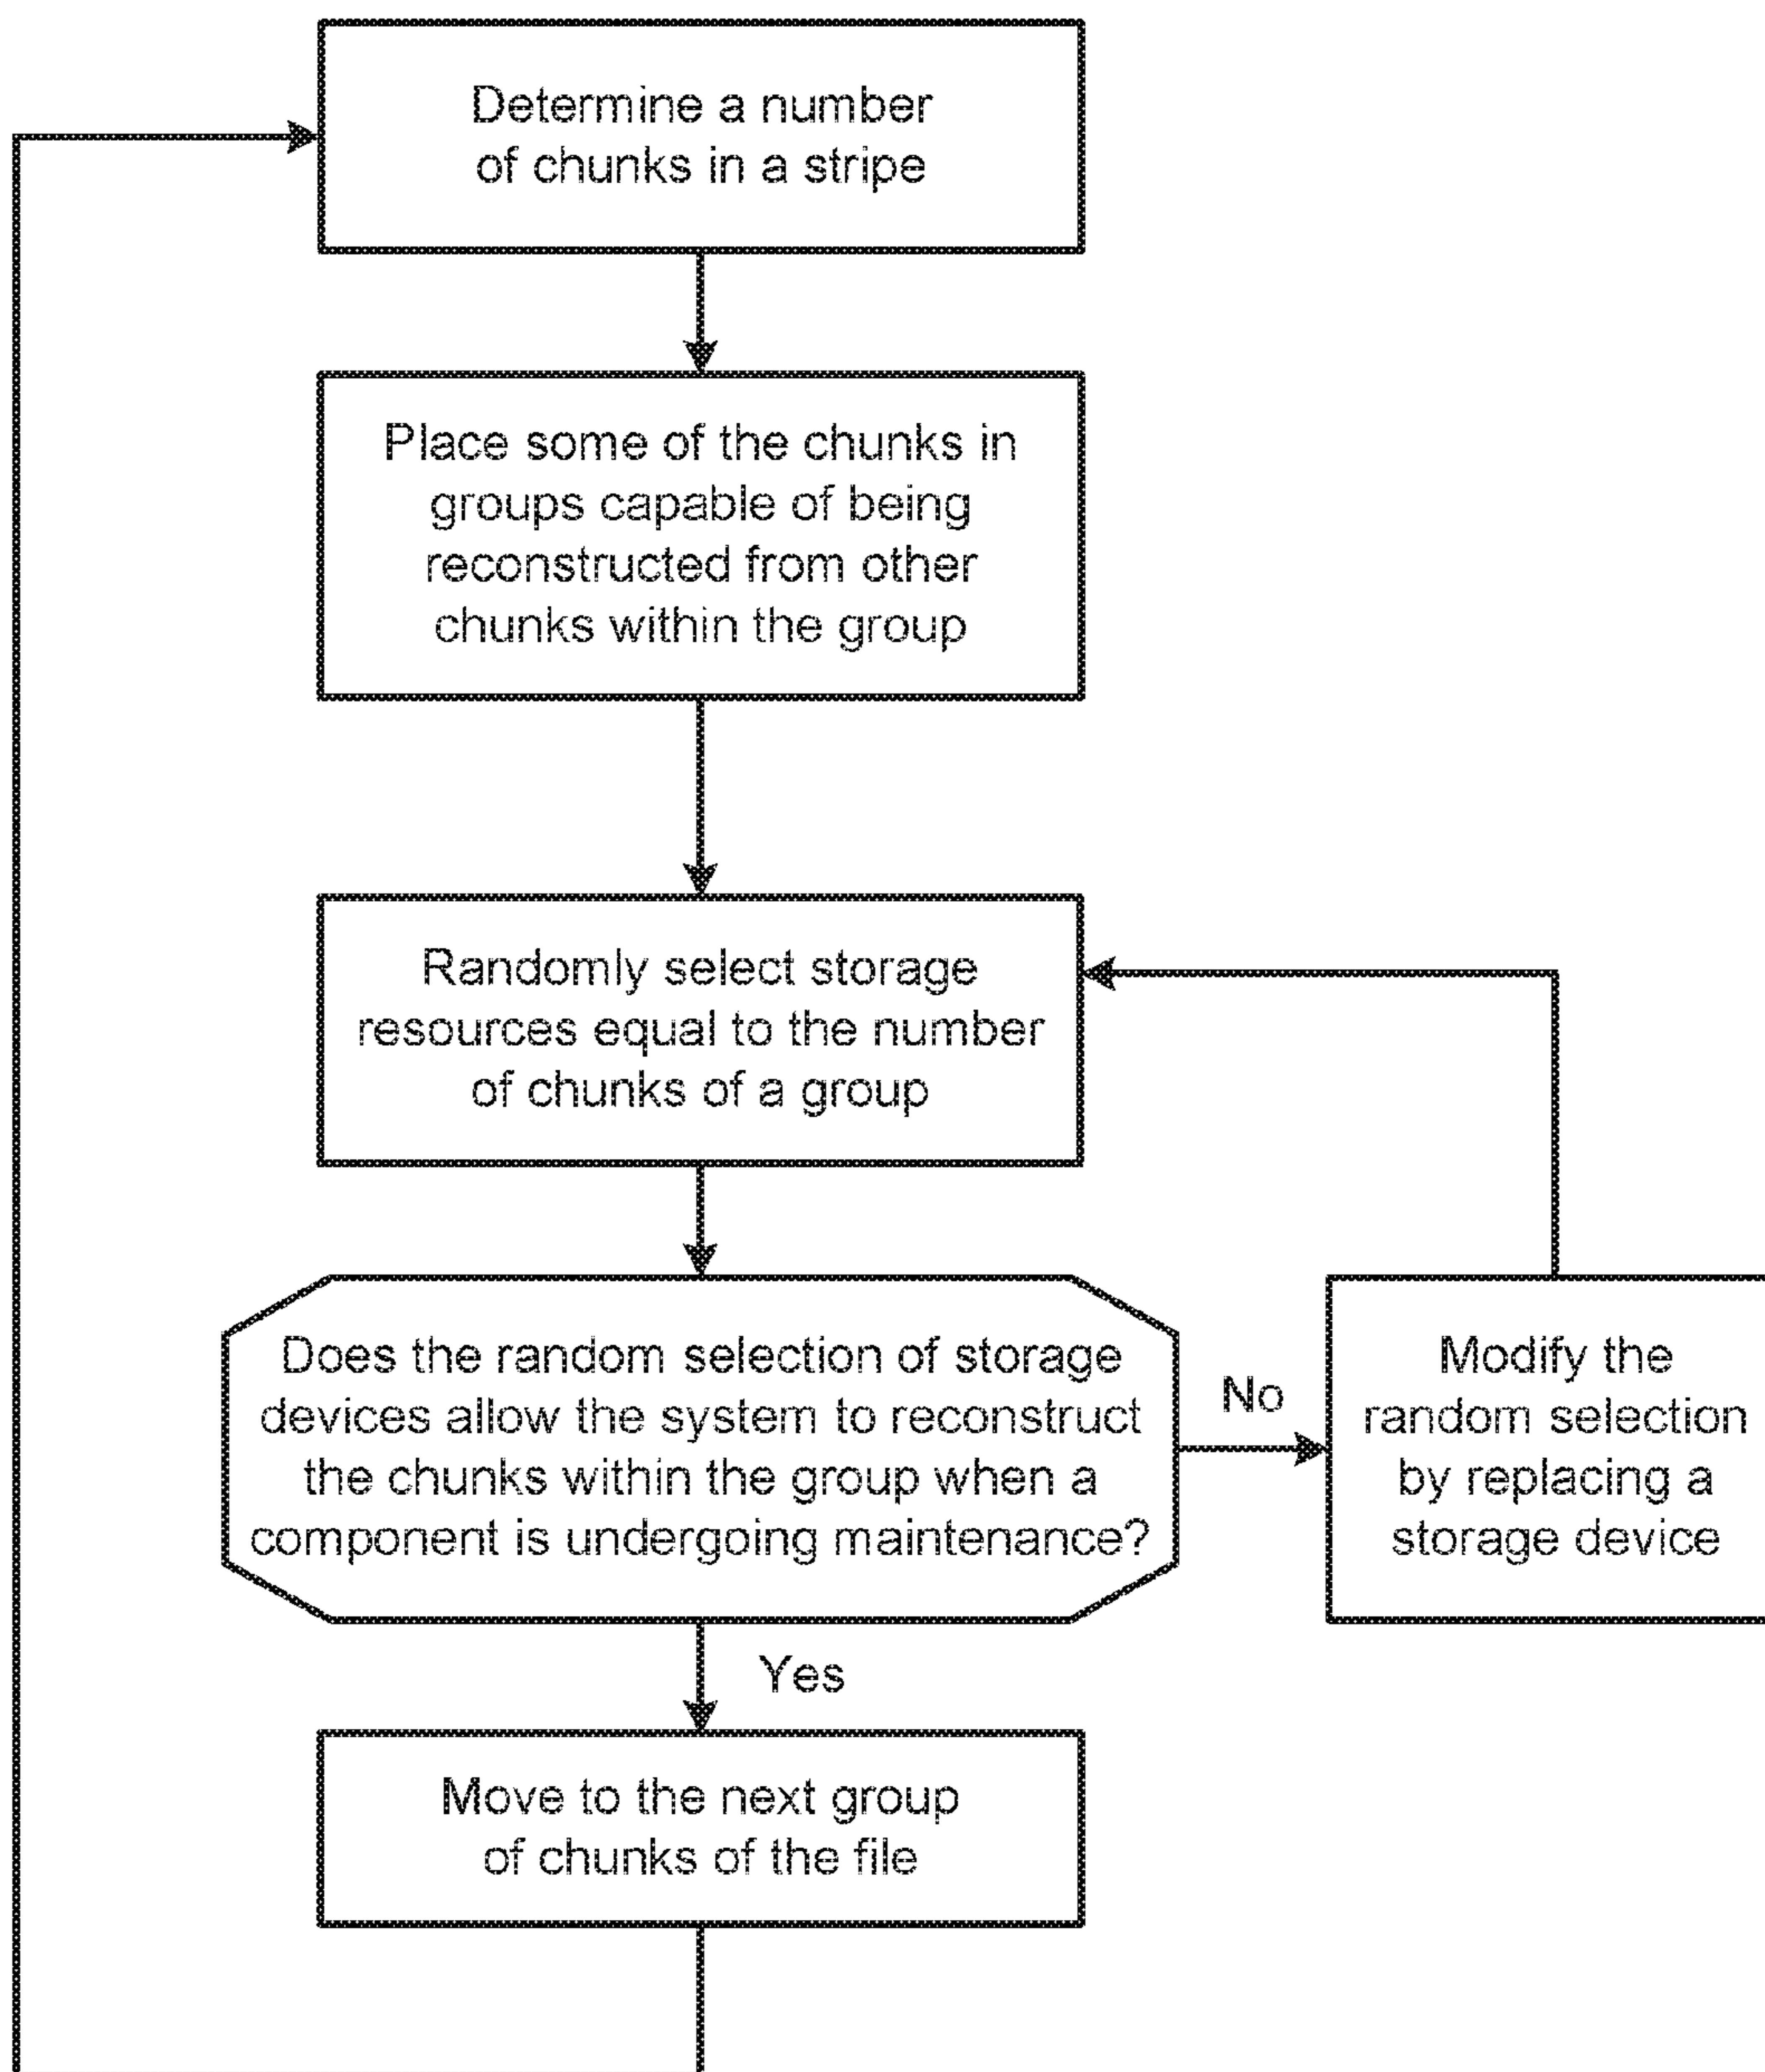 Determine a number
of chunks in a stripe
Place some of the chunks in
groups capable of being
reconstructed from other
chunks within the group
Randomly select storage
resources equal to the number
of chunks of a group
Does the random selection of storage
devices allow the system to reconstruct
the chunks within the group when a
component is undergoing maintenance?
No
Modify the
random selection
by replacing a
storage device
Yes
Move to the next group
of chunks of the file